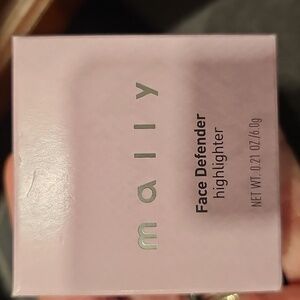 mally
Face Defender
highlighter
NET WT. 0.21 OZ/6.0g